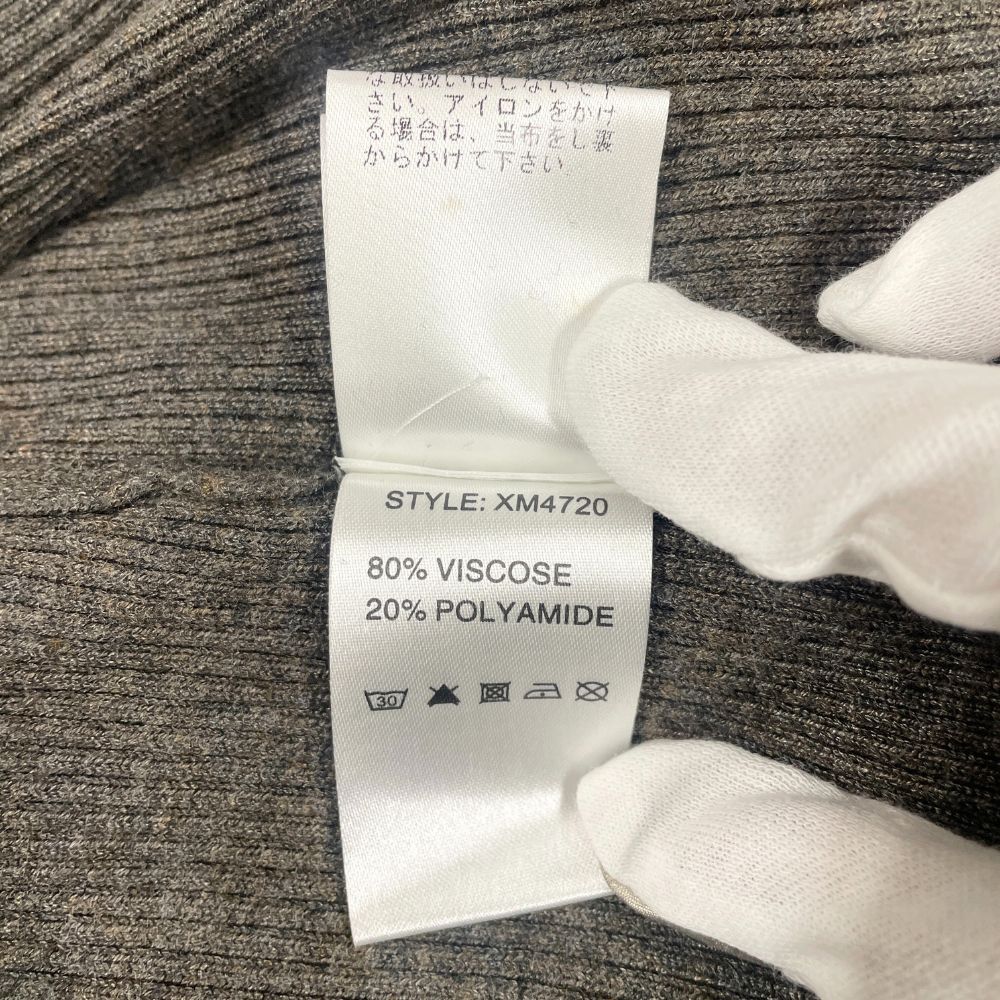 な取扱いはしないで下
さい。アイロンをかけ
る場合は、当布をし裏
からかけて下さい
STYLE: XM4720
80% VISCOSE
20% POLYAMIDE
30